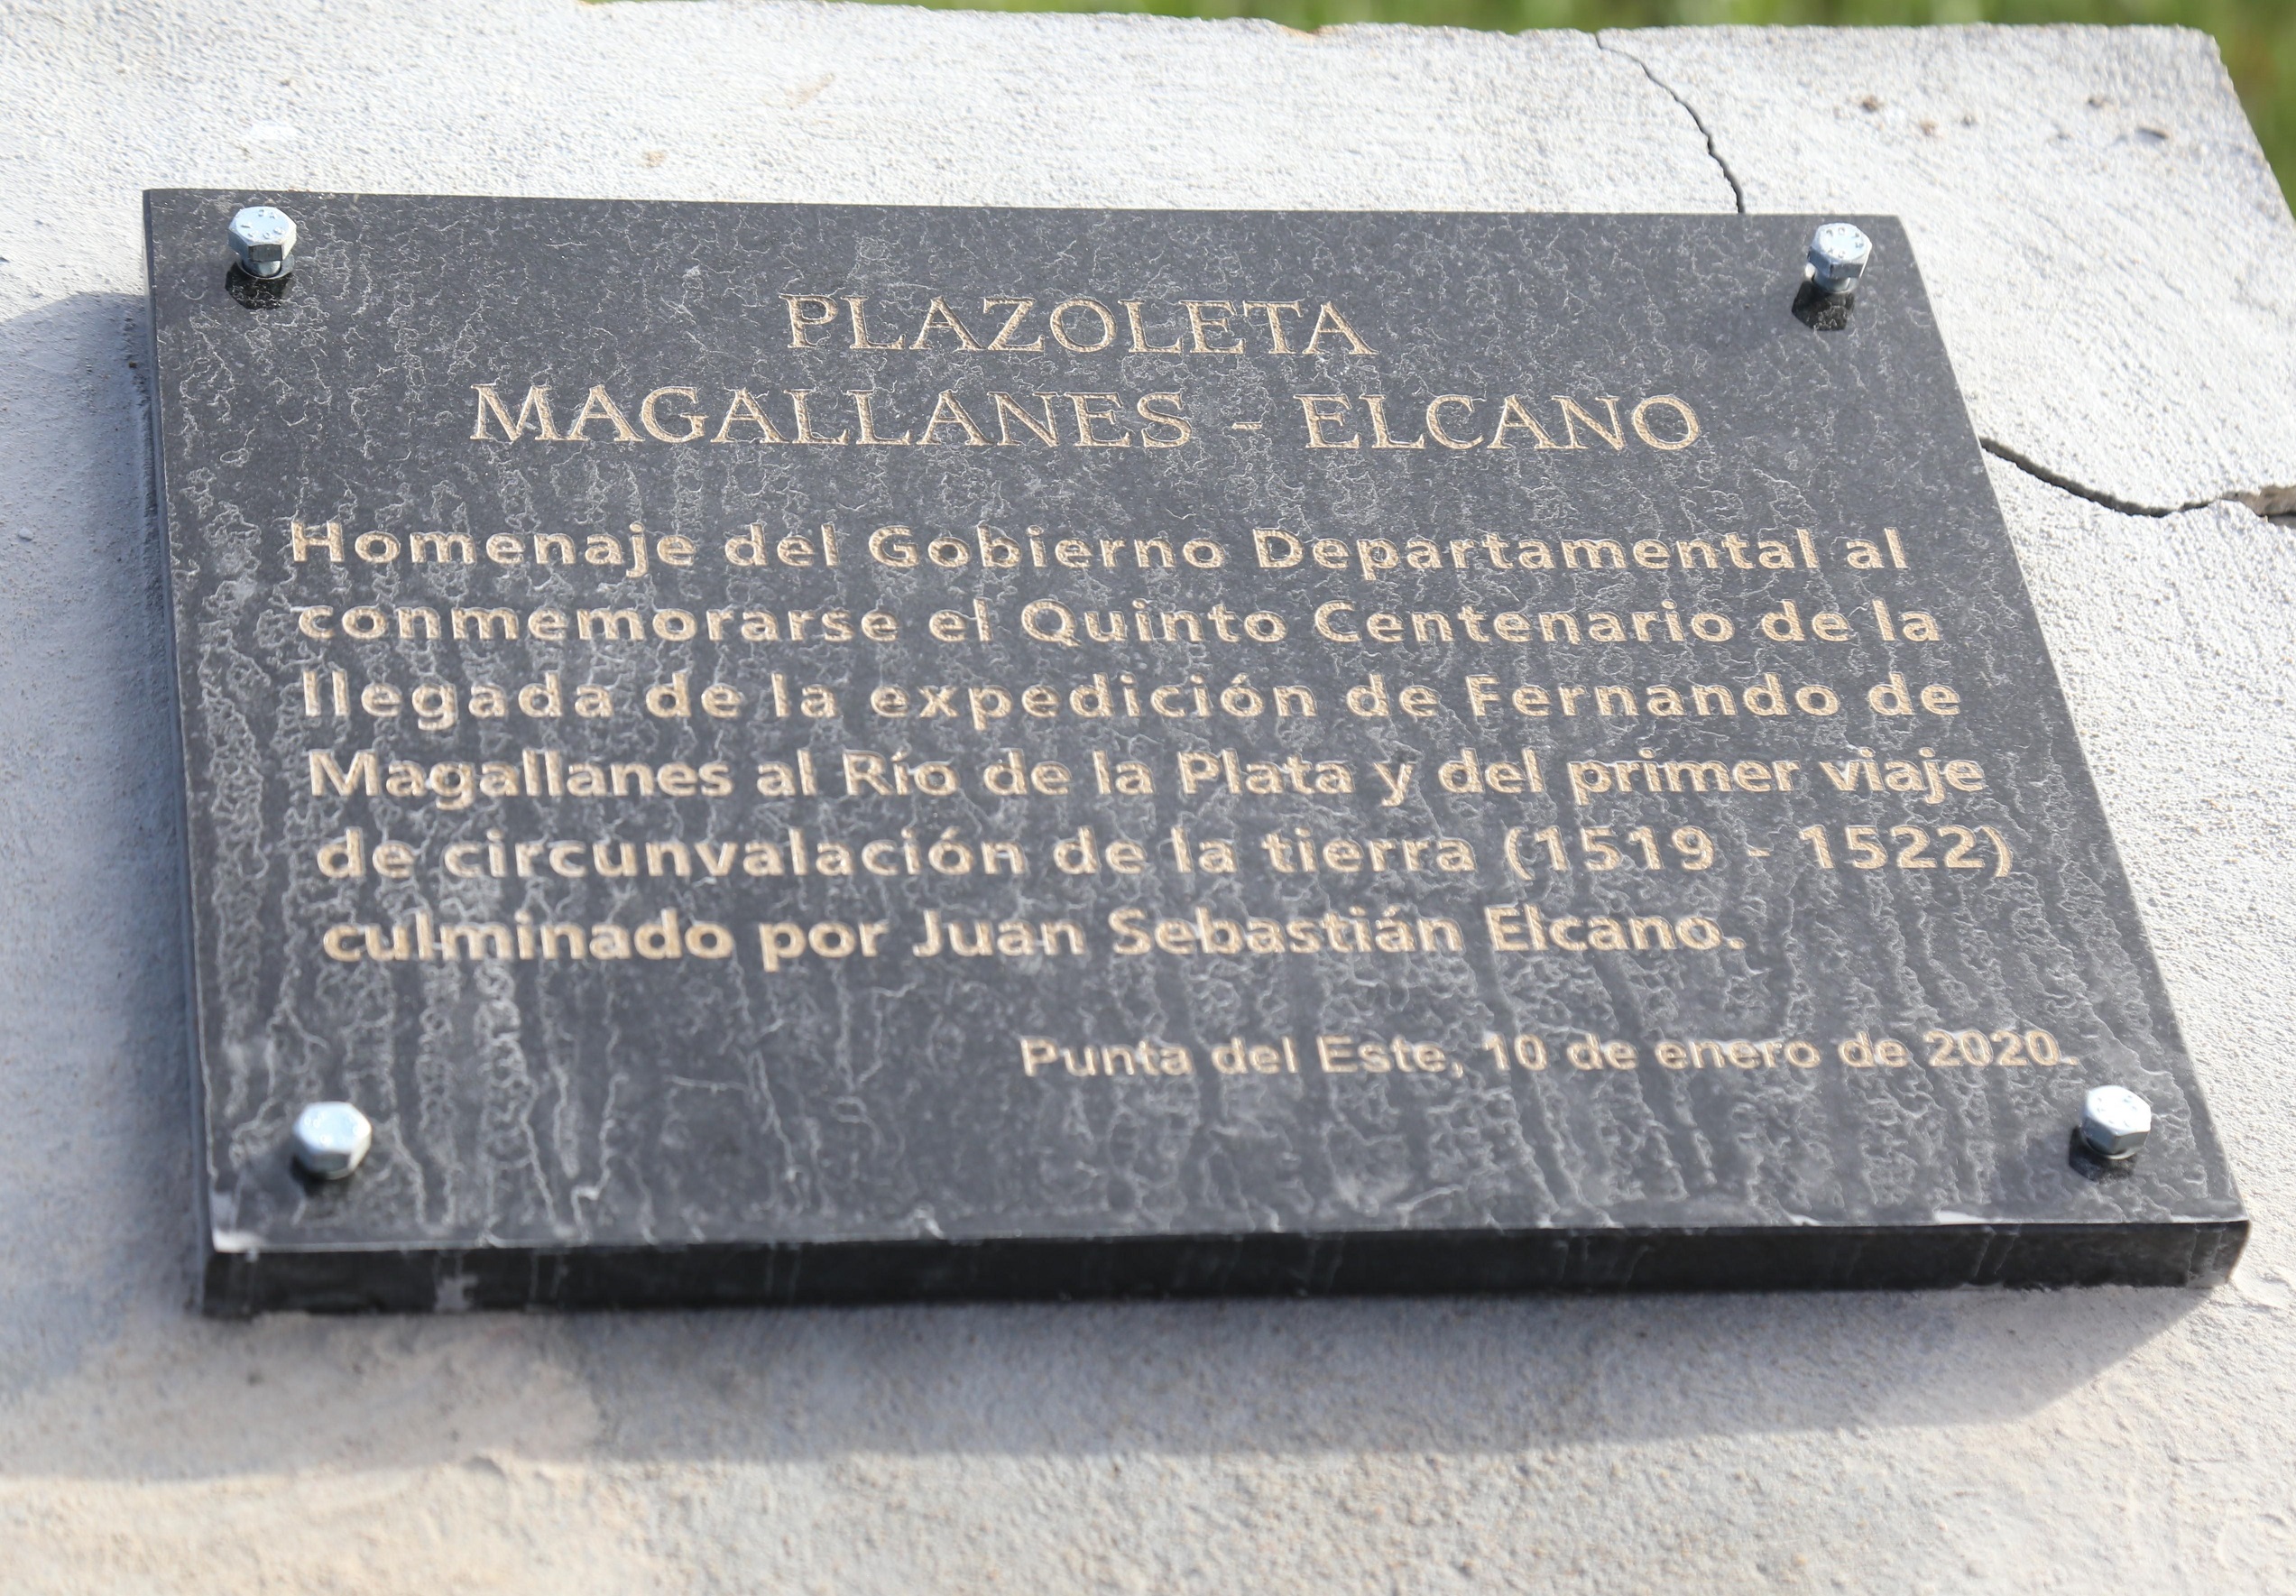 PLAZOLETA
MAGALLANES - ELCANO
Homenaje del Gobierno Departamental al
conmemorarse el Quinto Centenario de la
llegada de la expedición de Fernando de
Magallanes al Río de la Plata y del primer viaje
de circunvalación de la tierra (1519 - 1522)
culminado por Juan Sebastián Elcano.
Punta del Este, 10 de enero de 2020.